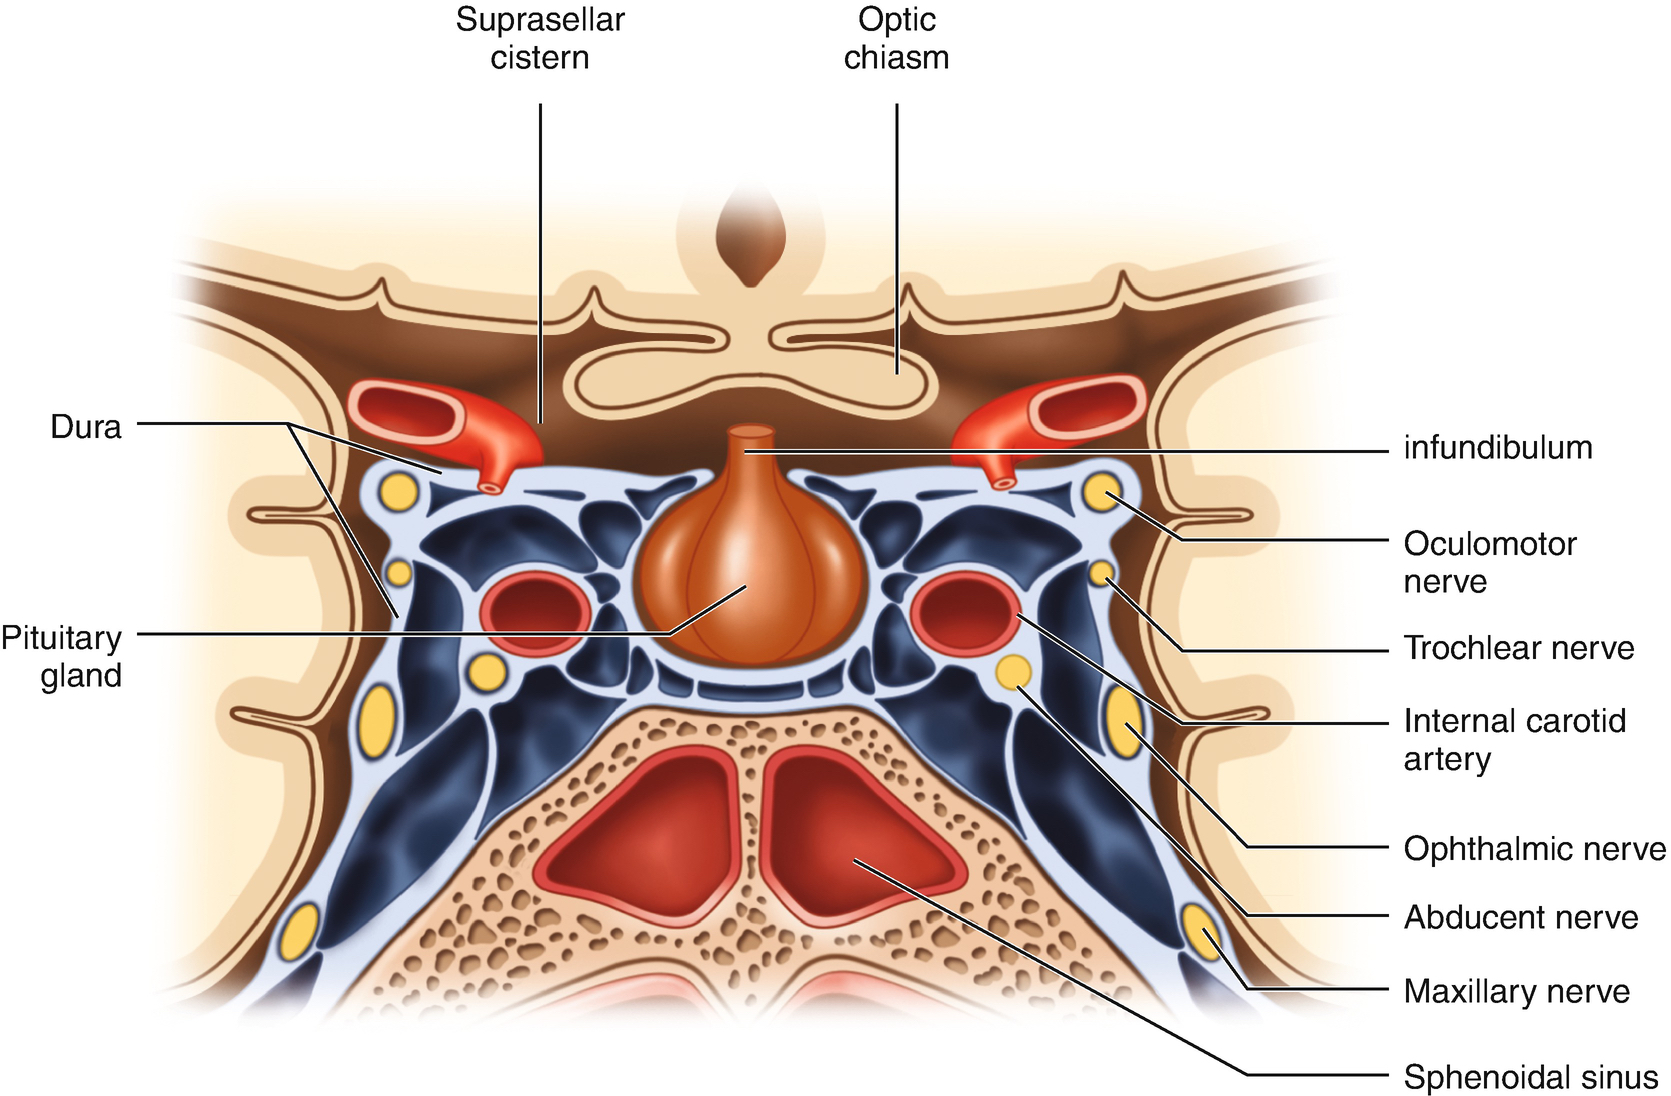 Suprasellar
cistern
Optic
chiasm
Dura
Pituitary
gland
infundibulum
Oculomotor
nerve
Trochlear nerve
Internal carotid
artery
Ophthalmic nerve
Abducent nerve
Maxillary nerve
Sphenoidal sinus